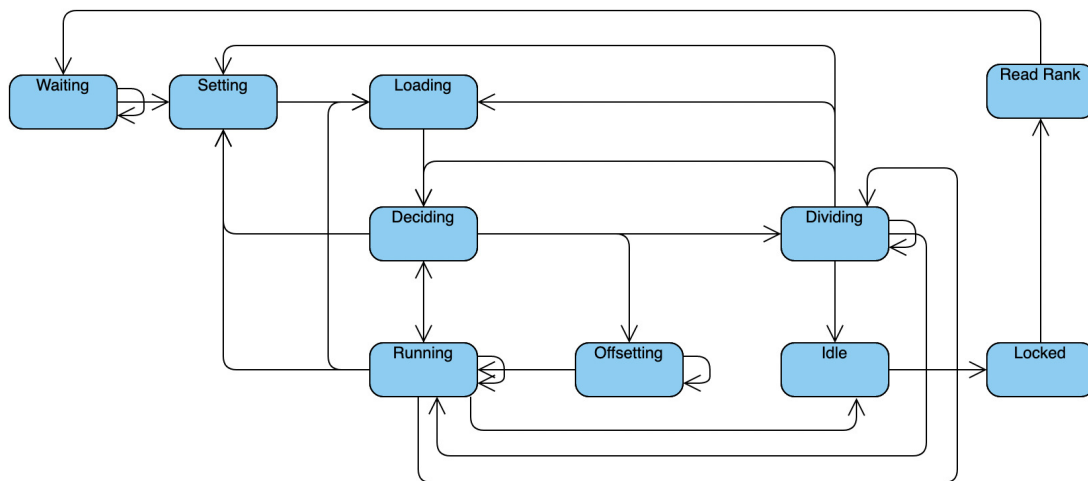 Waiting
Setting
Loading
Read Rank
Deciding
Dividing
Running
Offsetting
Idle
Locked